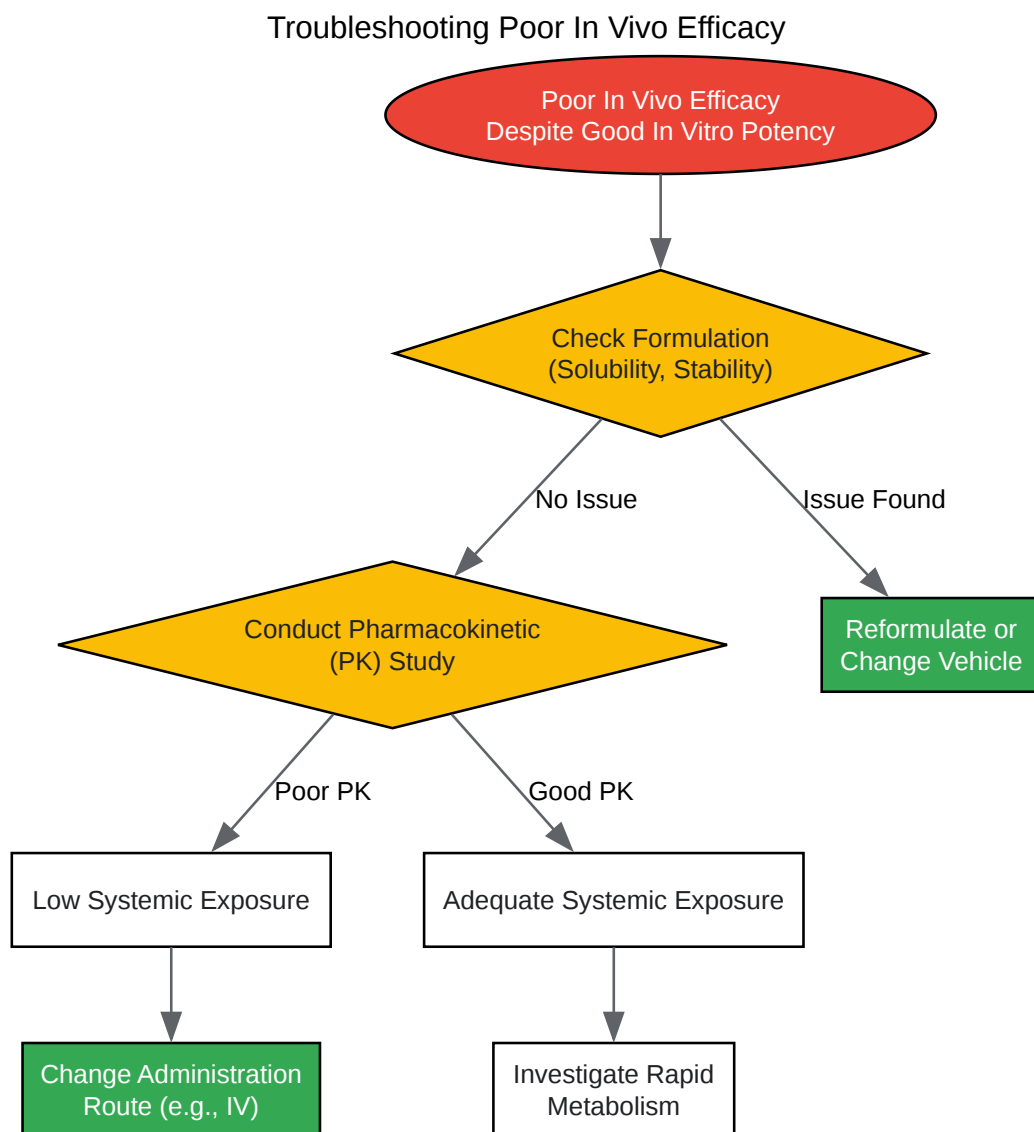 Troubleshooting Poor In Vivo Efficacy
Poor In Vivo Efficacy
Despite Good In Vitro Potency
Check Formulation
(Solubility, Stability)
No Issue
Issue Found
Conduct Pharmacokinetic
(PK) Study
Reformulate or
Change Vehicle
Poor PK
Good PK
Low Systemic Exposure
Adequate Systemic Exposure
Change Administration
Route (e.g., IV)
Investigate Rapid
Metabolism